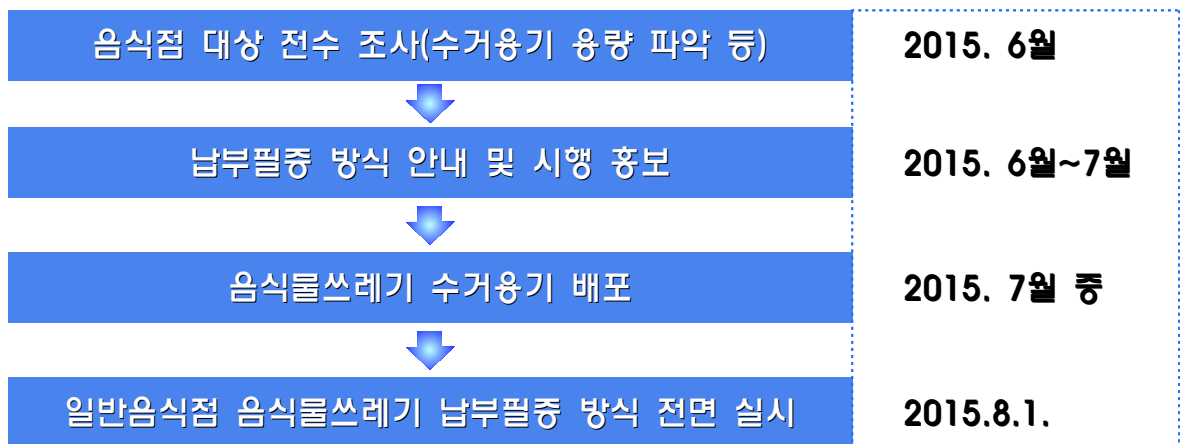 음식점 대상 전수 조사(수거용기 용량 파악 등)
2015. 6월
납부필증 방식 안내 및 시행 홍보
2015. 6월~7월
음식물쓰레기 수거용기 배포
2015. 7월 중
일반음식점 음식물쓰레기 납부필증 방식 전면 실시
2015.8.1.